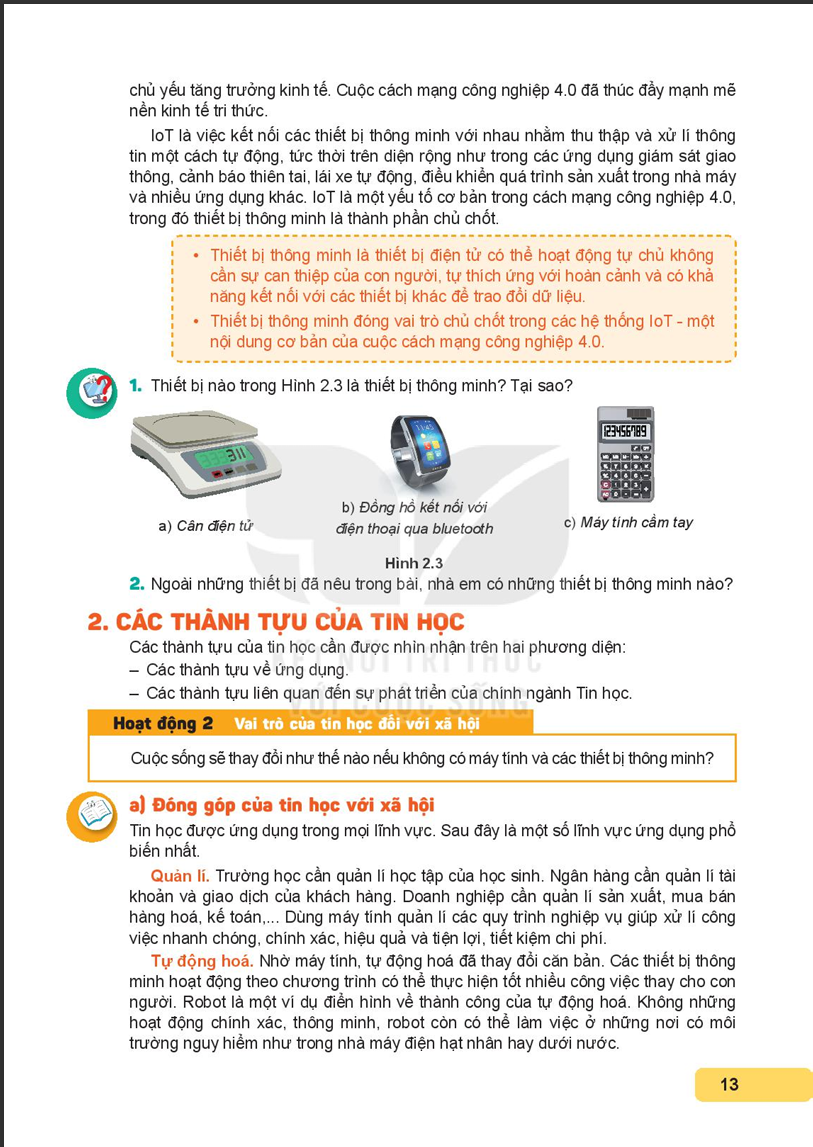 chủ yếu tăng trưởng kinh tế. Cuộc cách mạng công nghiệp 4.0 đã thúc đẩy mạnh mẽ
nền kinh tế tri thức.
IoT là việc kết nối các thiết bị thông minh với nhau nhằm thu thập và xử lí thông
tin một cách tự động, tức thời trên diện rộng như trong các ứng dụng giám sát giao
thông, cảnh báo thiên tai, lái xe tự động, điều khiển quá trình sản xuất trong nhà máy
và nhiều ứng dụng khác. IoT là một yếu tố cơ bản trong cách mạng công nghiệp 4.0,
trong đó thiết bị thông minh là thành phần chủ chốt.
• Thiết bị thông minh là thiết bị điện tử có thể hoạt động tự chủ không
cần sự can thiệp của con người, tự thích ứng với hoàn cảnh và có khả
năng kết nối với các thiết bị khác để trao đổi dữ liệu.
• Thiết bị thông minh đóng vai trò chủ chốt trong các hệ thống IoT - một
nội dung cơ bản của cuộc cách mạng công nghiệp 4.0.
1. Thiết bị nào trong Hình 2.3 là thiết bị thông minh? Tại sao?
123456789
a) Cân điện tử
b) Đồng hồ kết nối với
điện thoại qua bluetooth
c) Máy tính cầm tay
Hình 2.3
2. Ngoài những thiết bị đã nêu trong bài, nhà em có những thiết bị thông minh nào?
2. CÁC THÀNH TỰU CỦA TIN HỌC
Các thành tựu của tin học cần được nhìn nhận trên hai phương diện:
– Các thành tựu về ứng dụng.
– Các thành tựu liên quan đến sự phát triển của chính ngành Tin học.
KẾT NỐI TRI THỨC
VỚI CUỘC SỐNG
Hoạt động 2 Vai trò của tin học đối với xã hội
Cuộc sống sẽ thay đổi như thế nào nếu không có máy tính và các thiết bị thông minh?
a) Đóng góp của tin học với xã hội
Tin học được ứng dụng trong mọi lĩnh vực. Sau đây là một số lĩnh vực ứng dụng phổ
biến nhất.
Quản lí. Trường học cần quản lí học tập của học sinh. Ngân hàng cần quản lí tài
khoản và giao dịch của khách hàng. Doanh nghiệp cần quản lí sản xuất, mua bán
hàng hoá, kế toán,... Dùng máy tính quản lí các quy trình nghiệp vụ giúp xử lí công
việc nhanh chóng, chính xác, hiệu quả và tiện lợi, tiết kiệm chi phí.
Tự động hoá. Nhờ máy tính, tự động hoá đã thay đổi căn bản. Các thiết bị thông
minh hoạt động theo chương trình có thể thực hiện tốt nhiều công việc thay cho con
người. Robot là một ví dụ điển hình về thành công của tự động hoá. Không những
hoạt động chính xác, thông minh, robot còn có thể làm việc ở những nơi có môi
trường nguy hiểm như trong nhà máy điện hạt nhân hay dưới nước.
13